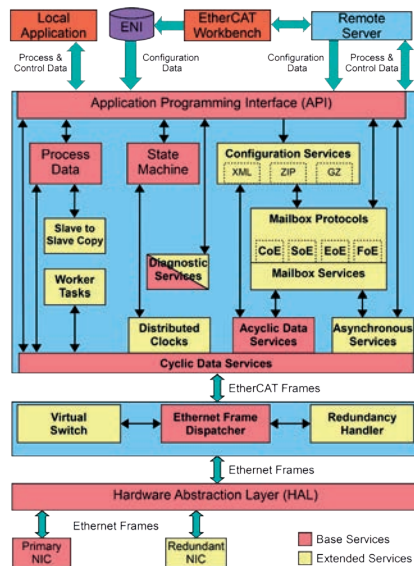 Local
Application
ENI
EtherCAT
Workbench
Remote
Server
Process &
Control Data
Configuration
Data
Configuration
Data
Process &
Control Data
Application Programming Interface (API)
Process
Data
State
Machine
Configuration Services
XML
ZIP
GZ
Slave to
Slave Copy
Mailbox Protocols
CoE
SoE
EoE
FoE
Mailbox Services
Diagnostic
Services
Worker
Tasks
Distributed
Clocks
Acyclic Data
Services
Asynchronous
Services
Cyclic Data Services
EtherCAT Frames
Virtual
Switch
Ethernet Frame
Dispatcher
Redundancy
Handler
Ethernet Frames
Hardware Abstraction Layer (HAL)
Ethernet Frames
Primary
NIC
Redundant
NIC
Base Services
Extended Services